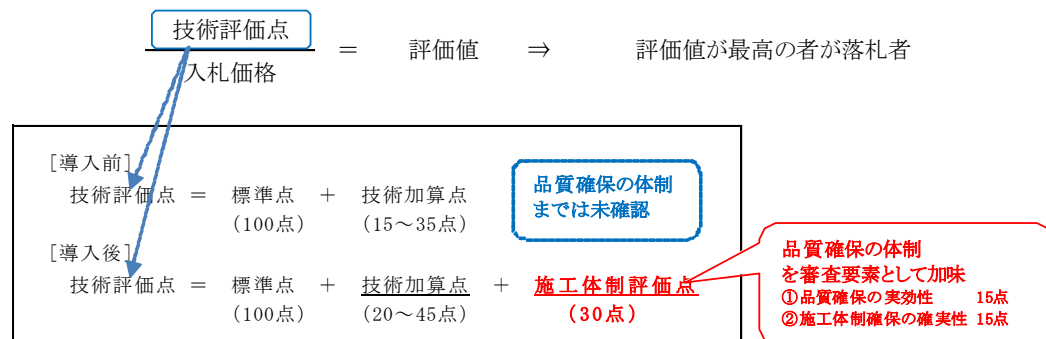 技術評価点
入札価格
＝ 評価値 ⇒ 評価値が最高の者が落札者
[導入前]
技術評価点 ＝ 標準点 ＋ 技術加算点
(100点) (15～35点)
品質確保の体制
までは未確認
[導入後]
技術評価点 ＝ 標準点 ＋ 技術加算点 ＋ 施工体制評価点
(100点) (20～45点) (30点)
品質確保の体制
を審査要素として加味
①品質確保の実効性 15点
②施工体制確保の確実性 15点